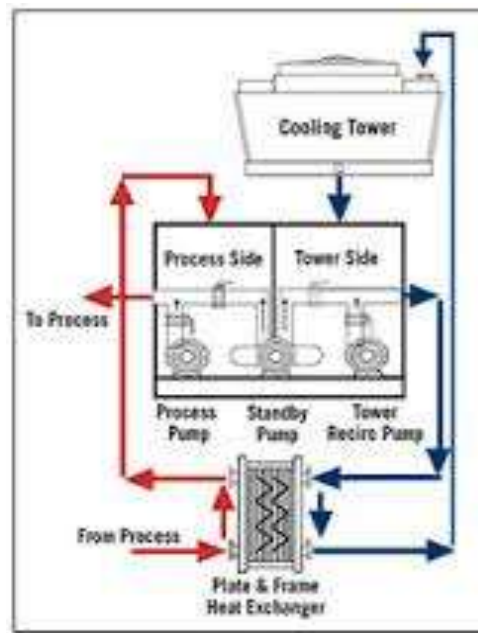 Cooling Tower
Process Side
Tower Side
To Process
Process
Pump
Standby
Pump
Tower
Recirc Pump
From Process
Plate & Frame
Heat Exchanger